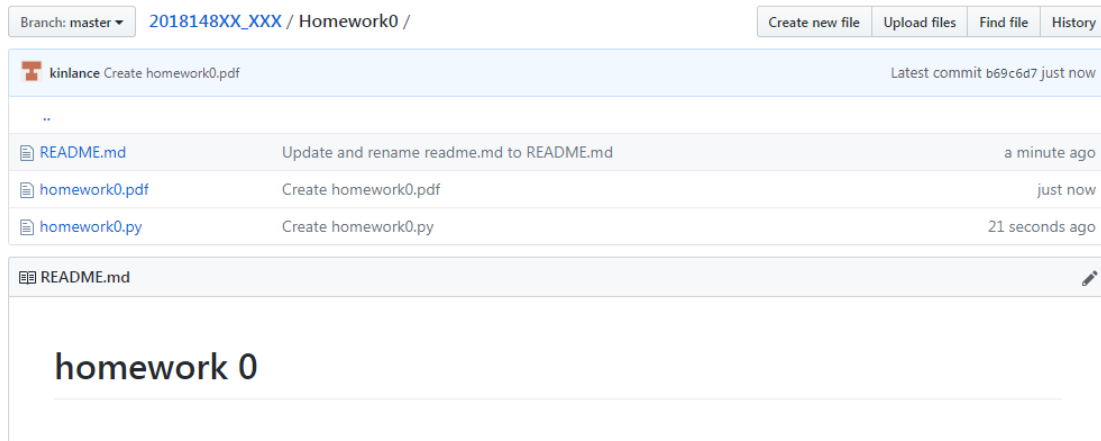 Branch: master 2018148XX_XXX / Homework0 / Create new file Upload files Find file History
kinlance Create homework0.pdf Latest commit b69c6d7 just now
..
README.md Update and rename readme.md to README.md a minute ago
homework0.pdf Create homework0.pdf just now
homework0.py Create homework0.py 21 seconds ago
README.md
homework 0